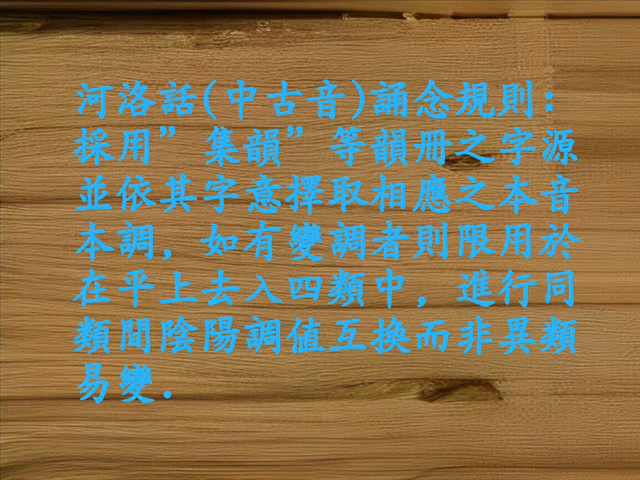 河洛話(中古音)誦念規則:
採用”集韻”等韻冊之字源
並依其字意擇取相應之本音
本調，如有變調者則限用於
在平上去入四類中，進行同
類間陰陽調值互換而非異類
易變.